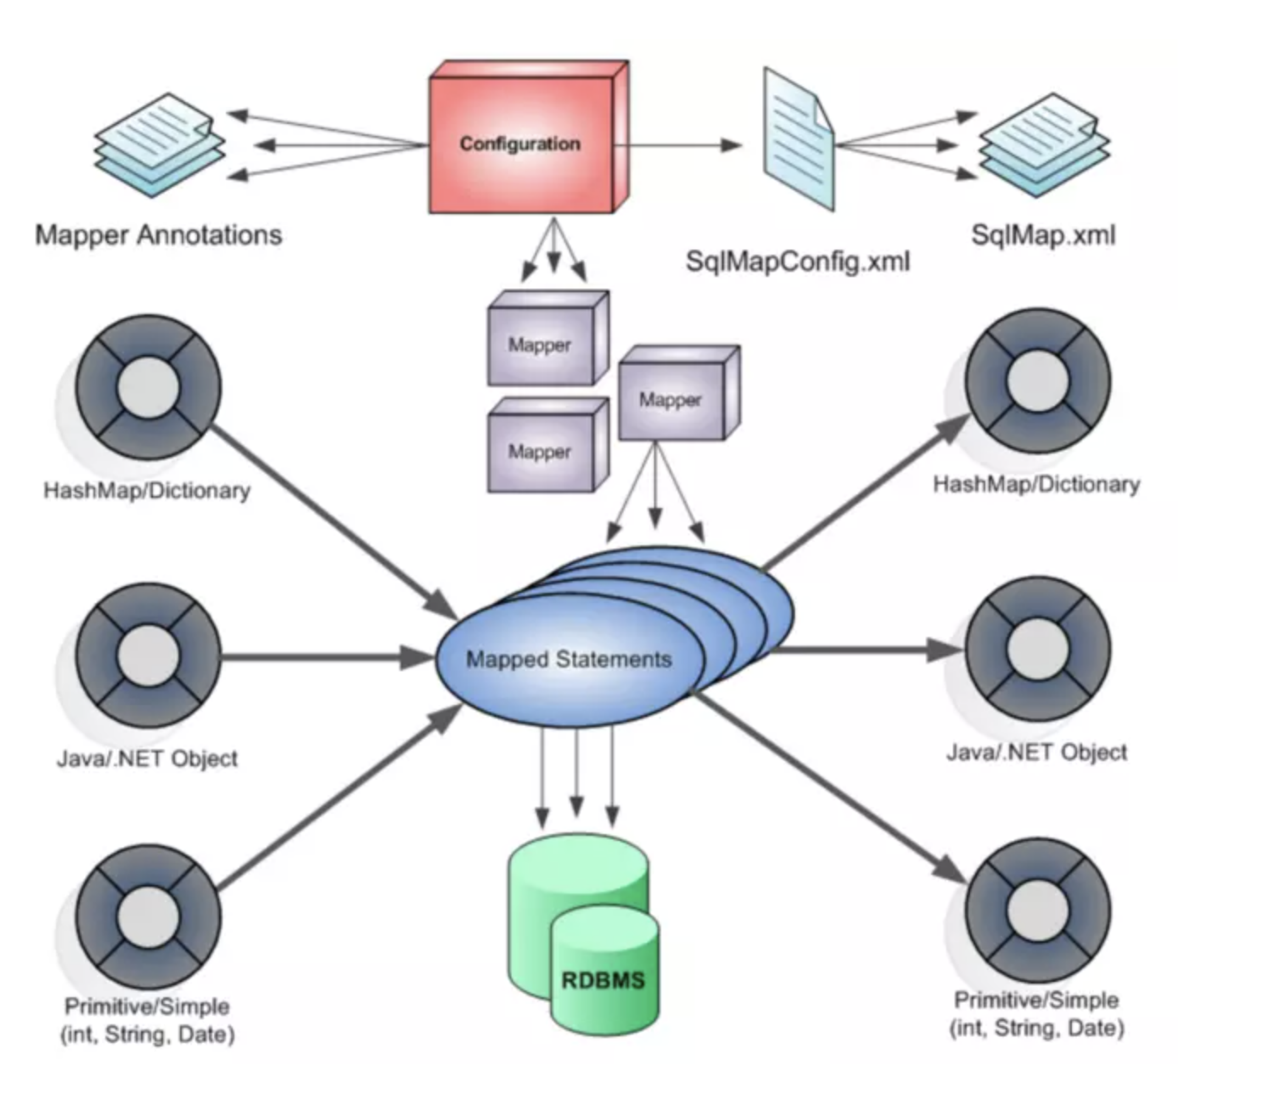 Configuration
Mapper Annotations
SqlMapConfig.xml
SqlMap.xml
Mapper
Mapper
Mapper
HashMap/Dictionary
HashMap/Dictionary
Mapped Statements
Java/.NET Object
Java/.NET Object
RDBMS
Primitive/Simple
(int, String, Date)
Primitive/Simple
(int, String, Date)